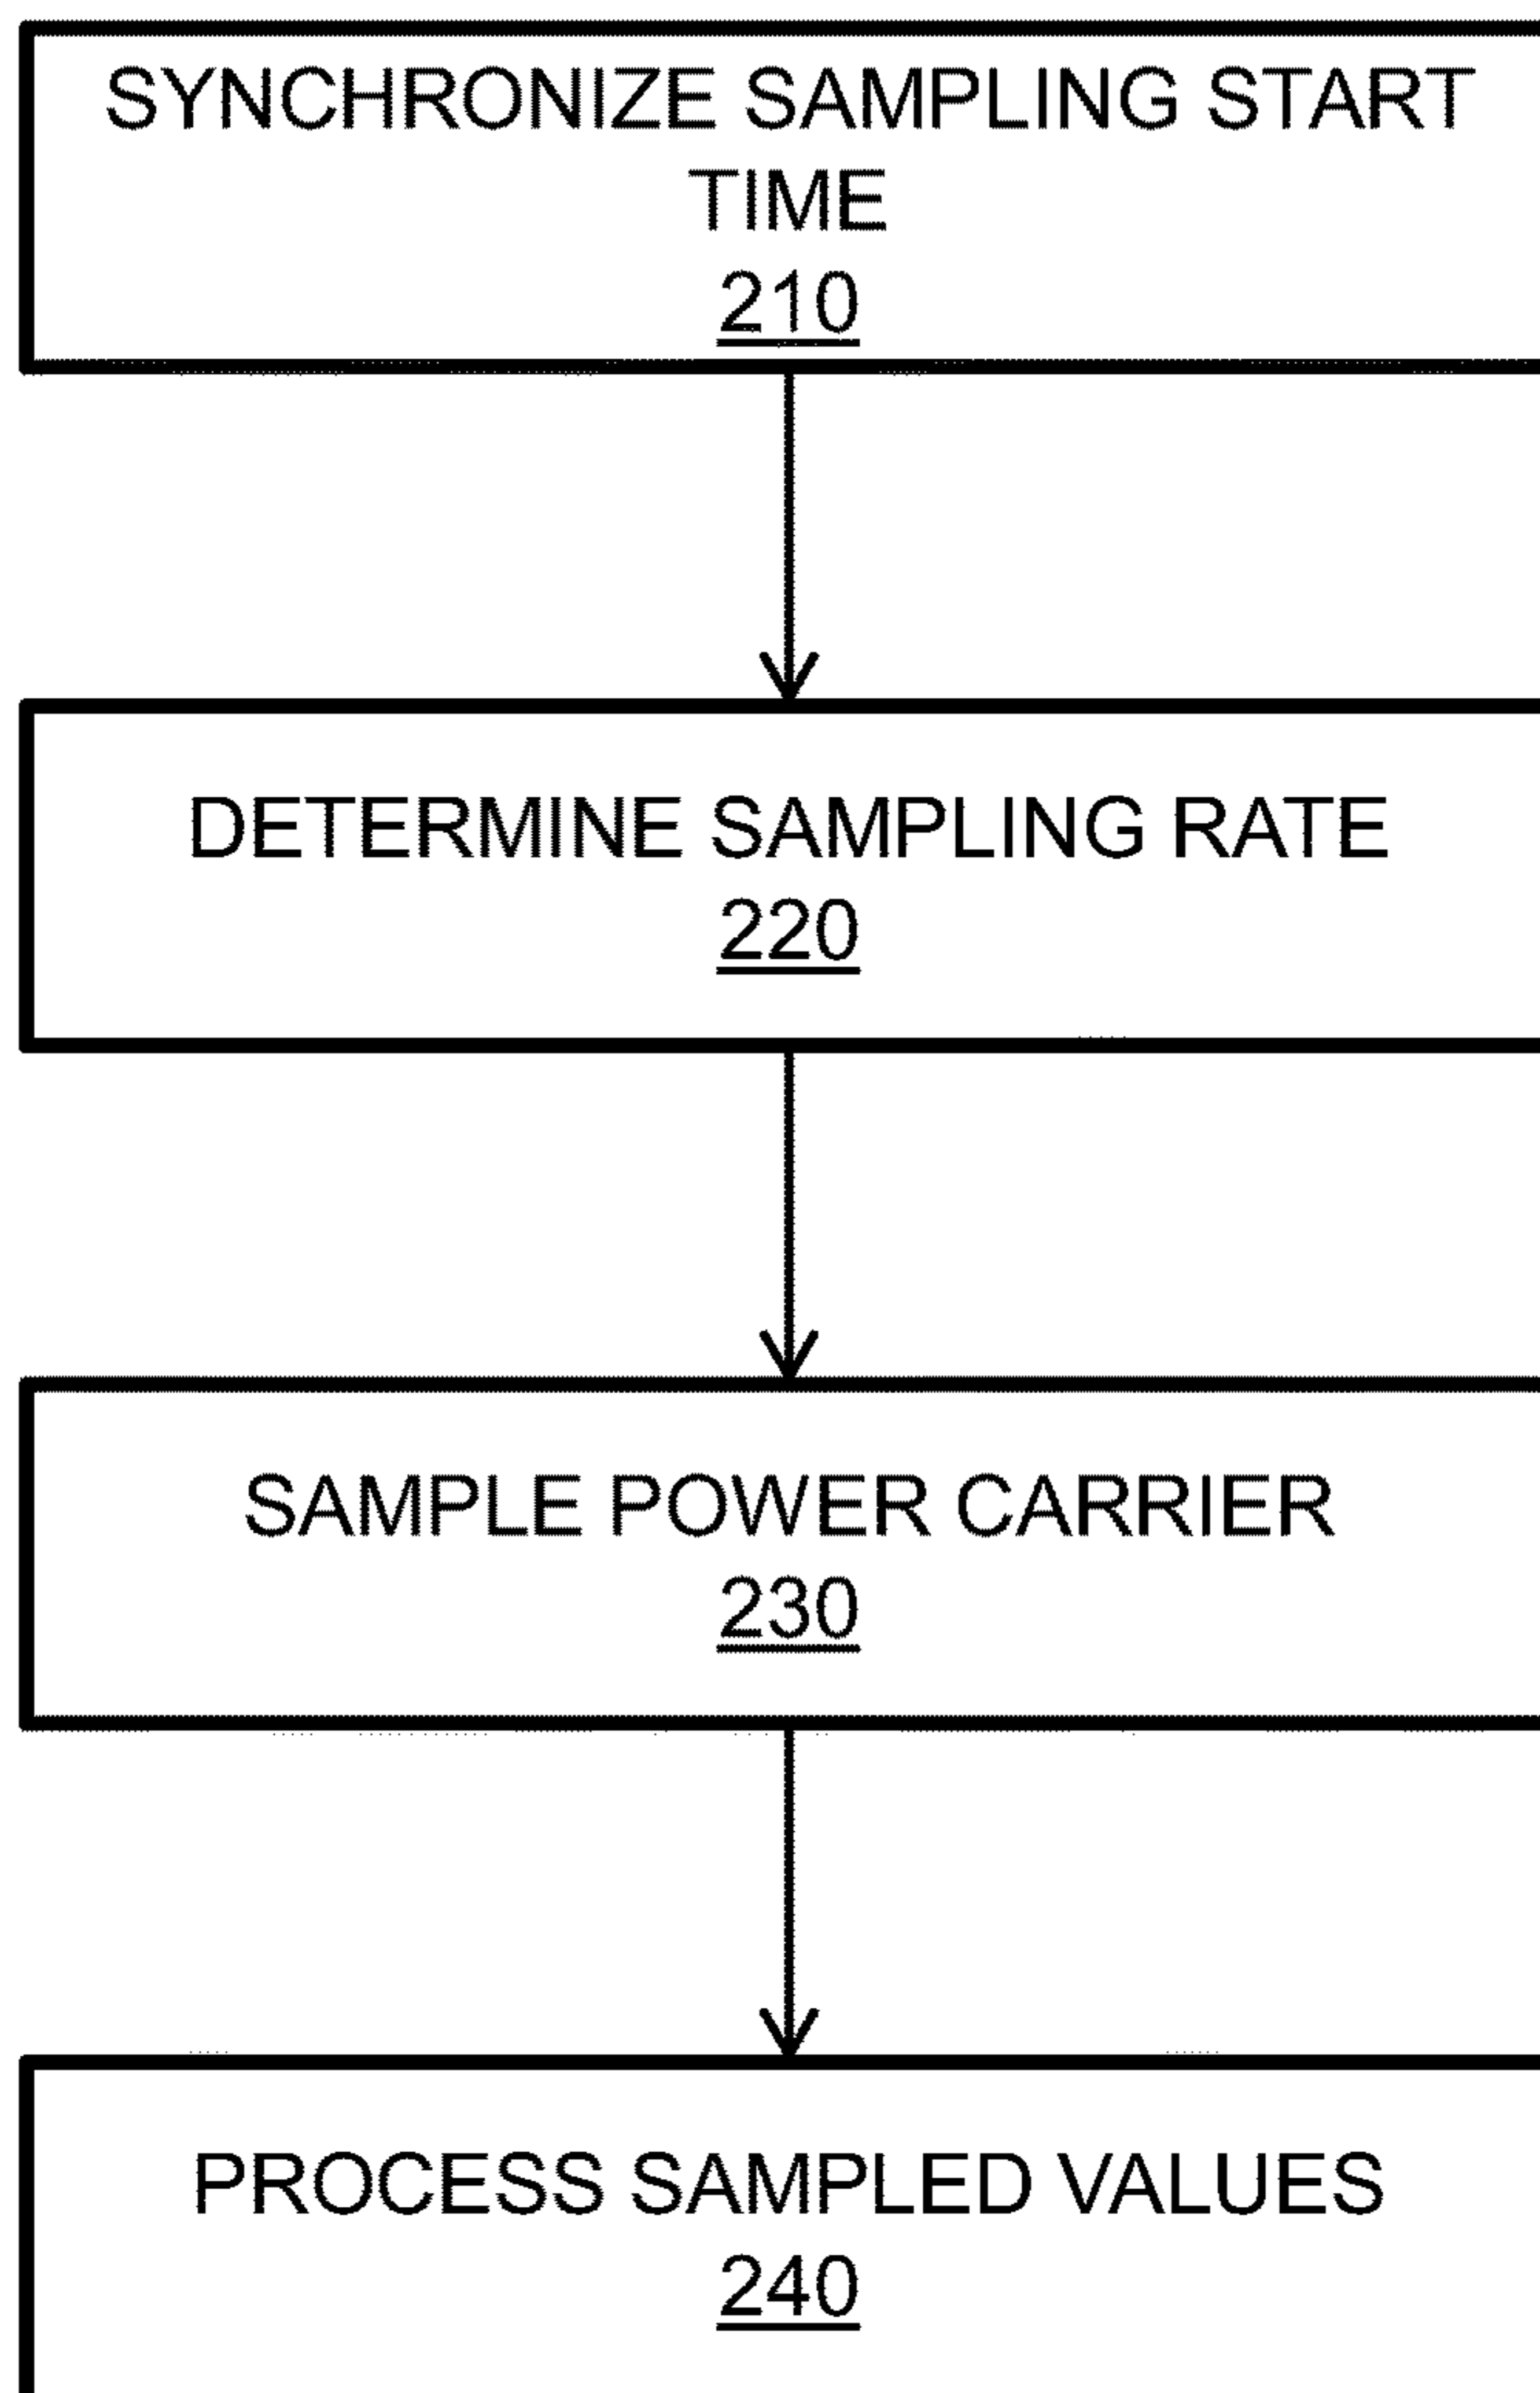 SYNCHRONIZE SAMPLING START
TIME
210
DETERMINE SAMPLING RATE
220
SAMPLE POWER CARRIER
230
PROCESS SAMPLED VALUES
240